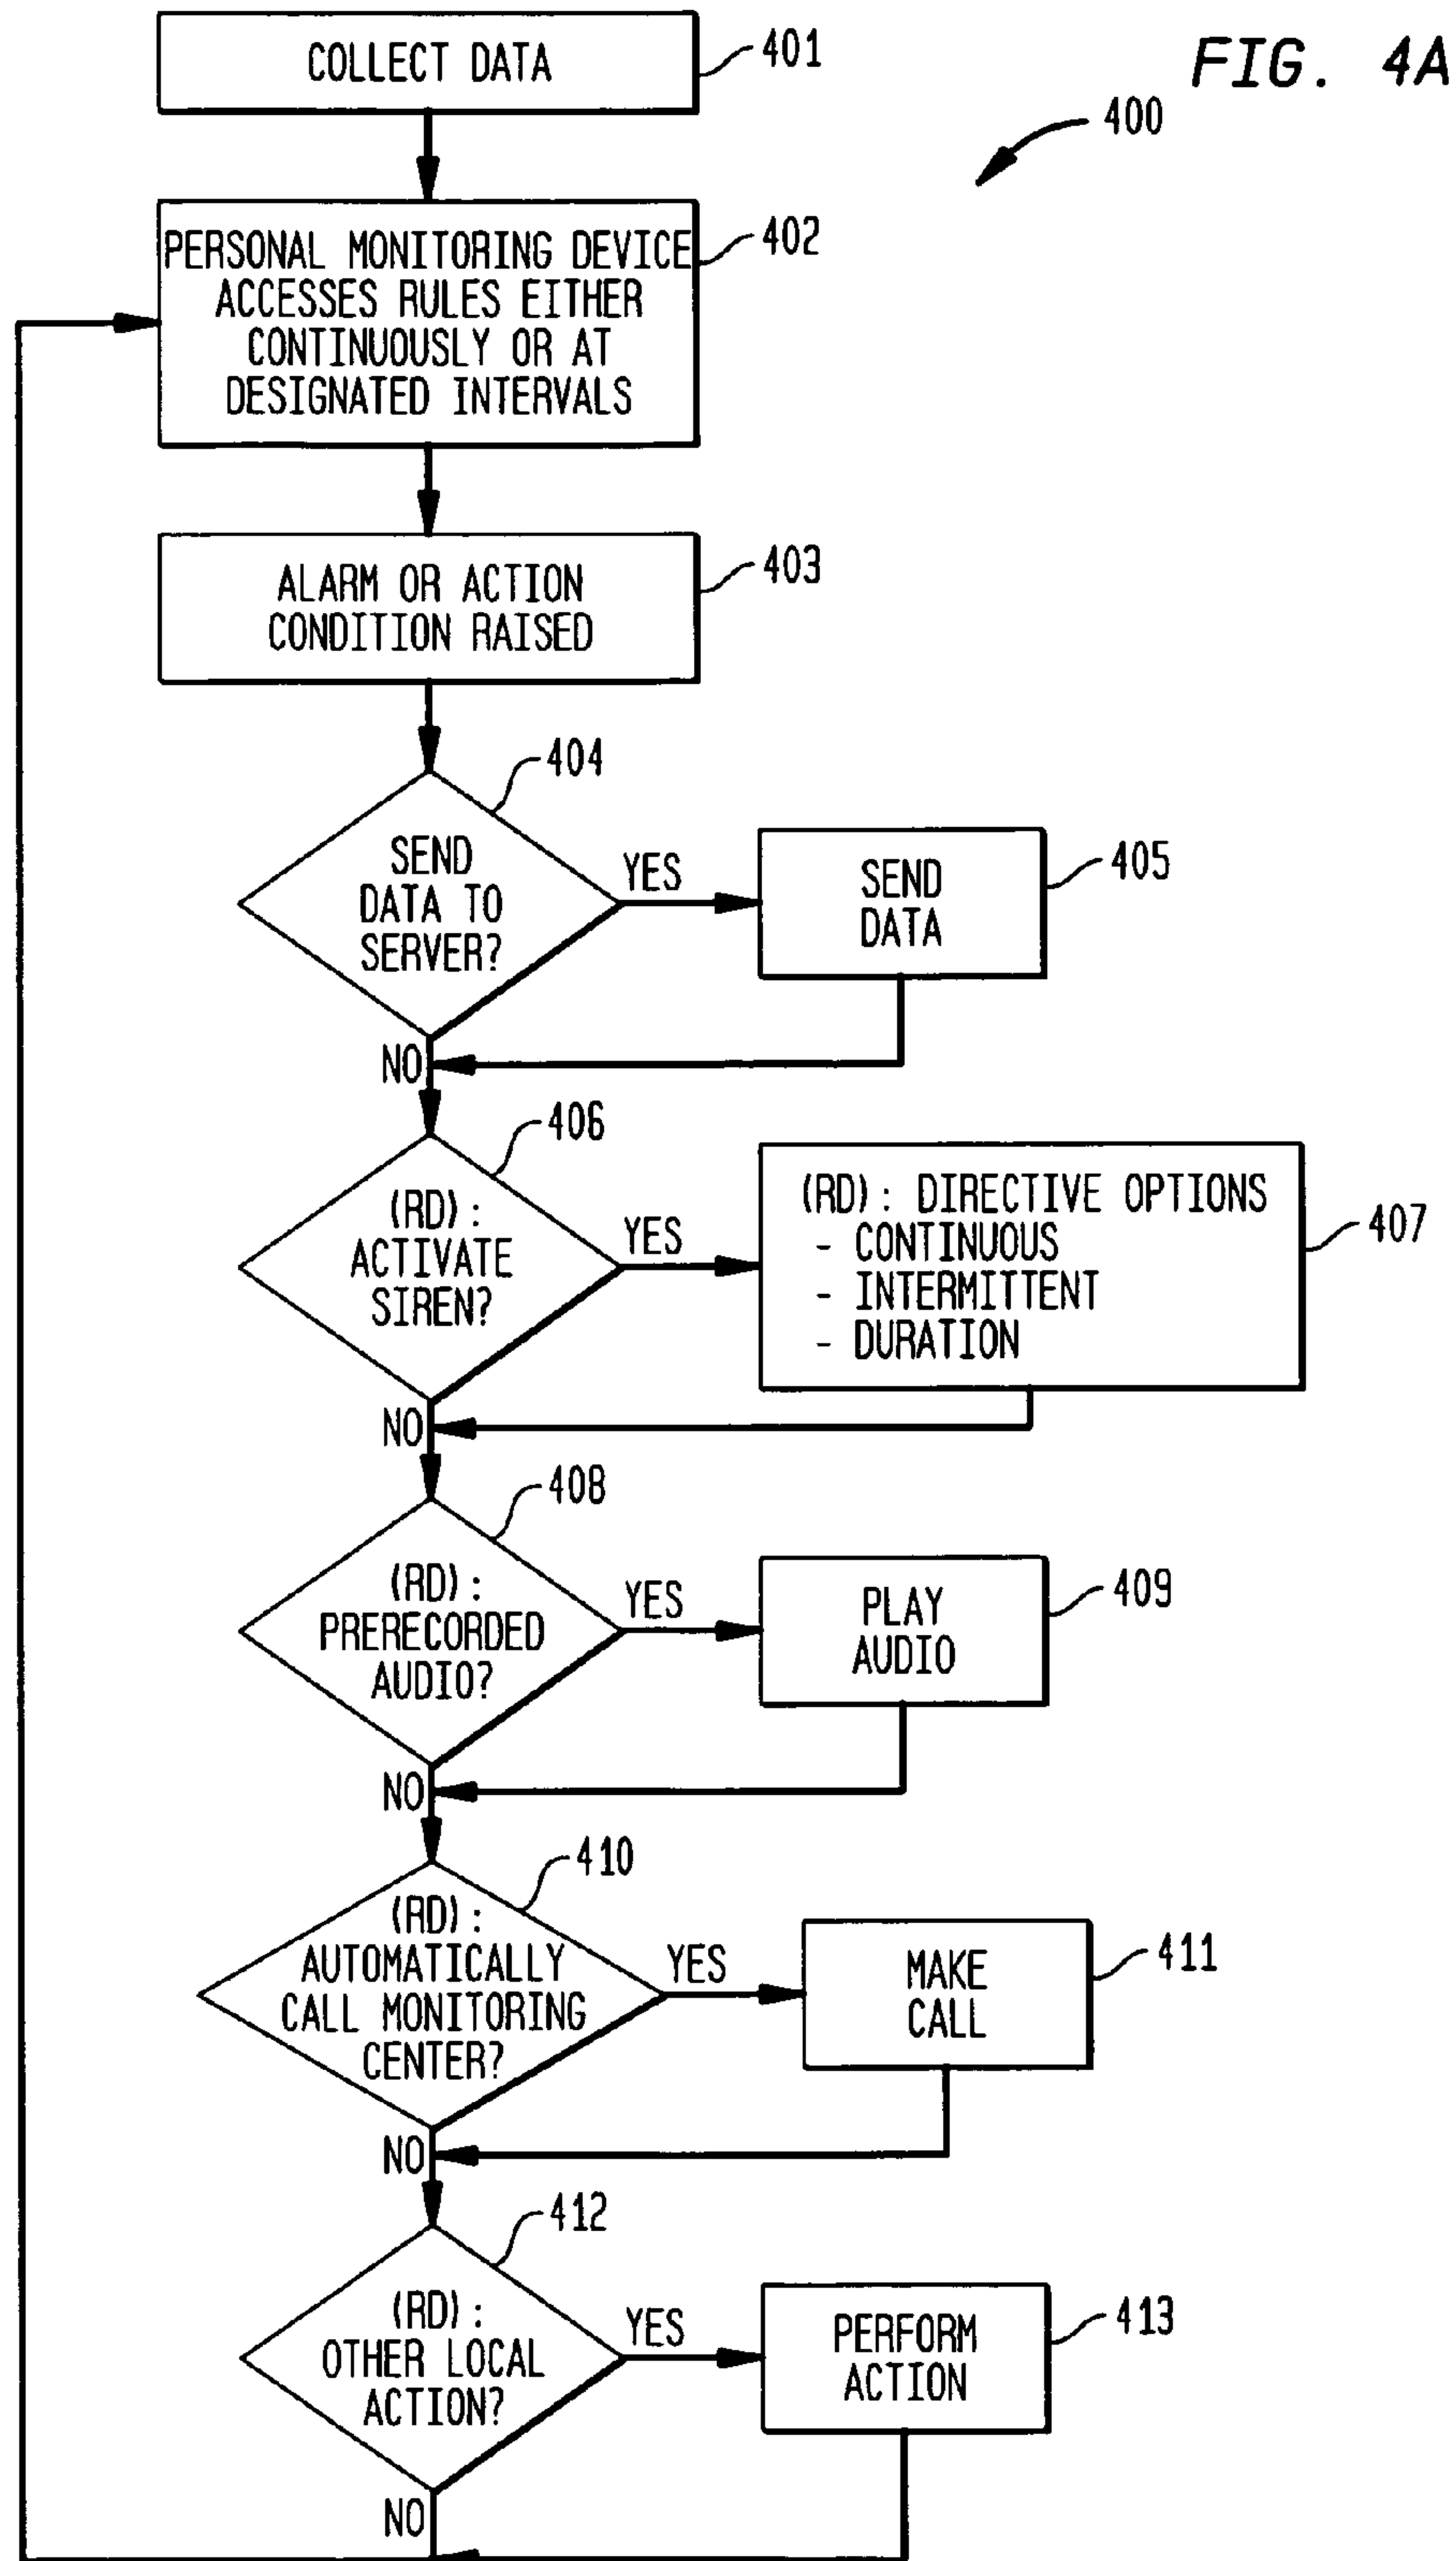 FIG. 4A
400
COLLECT DATA
401
PERSONAL MONITORING DEVICE
ACCESSES RULES EITHER
CONTINUOUSLY OR AT
DESIGNATED INTERVALS
402
ALARM OR ACTION
CONDITION RAISED
403
404
SEND
DATA TO
SERVER?
YES
SEND
DATA
405
NO
406
(RD):
ACTIVATE
SIREN?
YES
(RD): DIRECTIVE OPTIONS
- CONTINUOUS
- INTERMITTENT
- DURATION
407
NO
408
(RD):
PRERECORDED
AUDIO?
YES
PLAY
AUDIO
409
NO
410
(RD):
AUTOMATICALLY
CALL MONITORING
CENTER?
YES
MAKE
CALL
411
NO
412
(RD):
OTHER LOCAL
ACTION?
YES
PERFORM
ACTION
413
NO